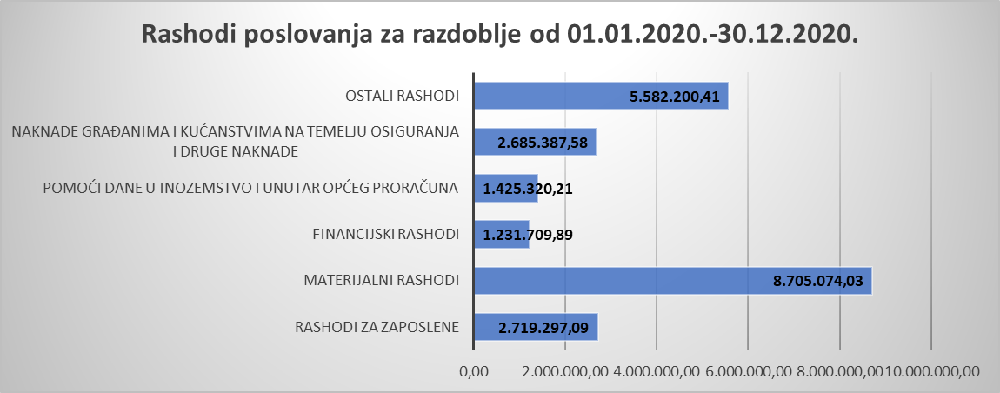 Rashodi poslovanja za razdoblje od 01.01.2020.-30.12.2020.
OSTALI RASHODI
5.582.200,41
NAKNADE GRAĐANIMA I KUĆANSTVIMA NA TEMELJU OSIGURANJA
I DRUGE NAKNADE
2.685.387,58
POMOĆI DANE U INOZEMSTVO I UNUTAR OPĆEG PRORAČUNA
1.425.320,21
FINANCIJSKI RASHODI
1.231.709,89
MATERIJALNI RASHODI
8.705.074,03
RASHODI ZA ZAPOSLENE
2.719.297,09
0,00 2.000.000,00 4.000.000,00 6.000.000,00 8.000.000,00 10.000.000,00